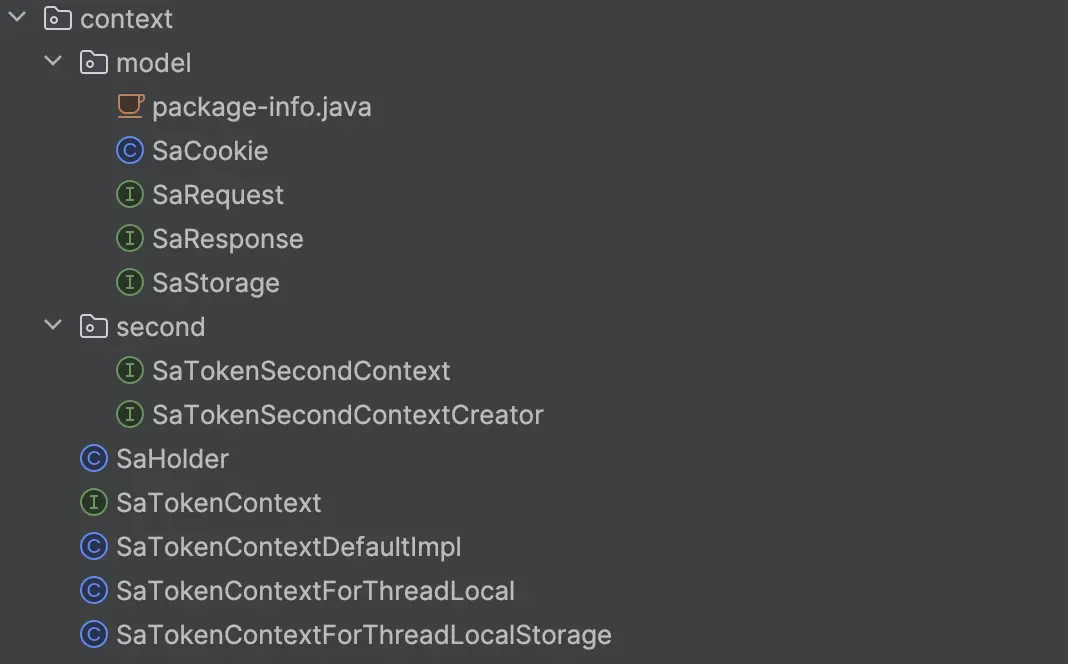 context
model
package-info.java
SaCookie
SaRequest
SaResponse
SaStorage
second
SaTokenSecondContext
SaTokenSecondContextCreator
SaHolder
SaTokenContext
SaTokenContextDefaultImpl
SaTokenContextForThreadLocal
SaTokenContextForThreadLocalStorage